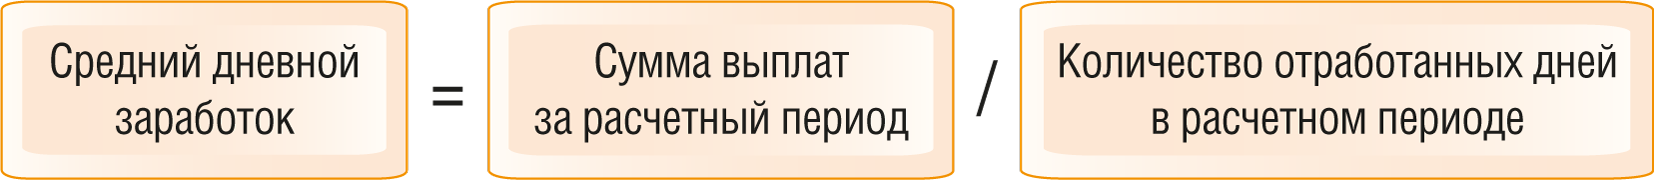 Средний дневной
заработок
=
Сумма выплат
за расчетный период
/
Количество отработанных дней
в расчетном периоде